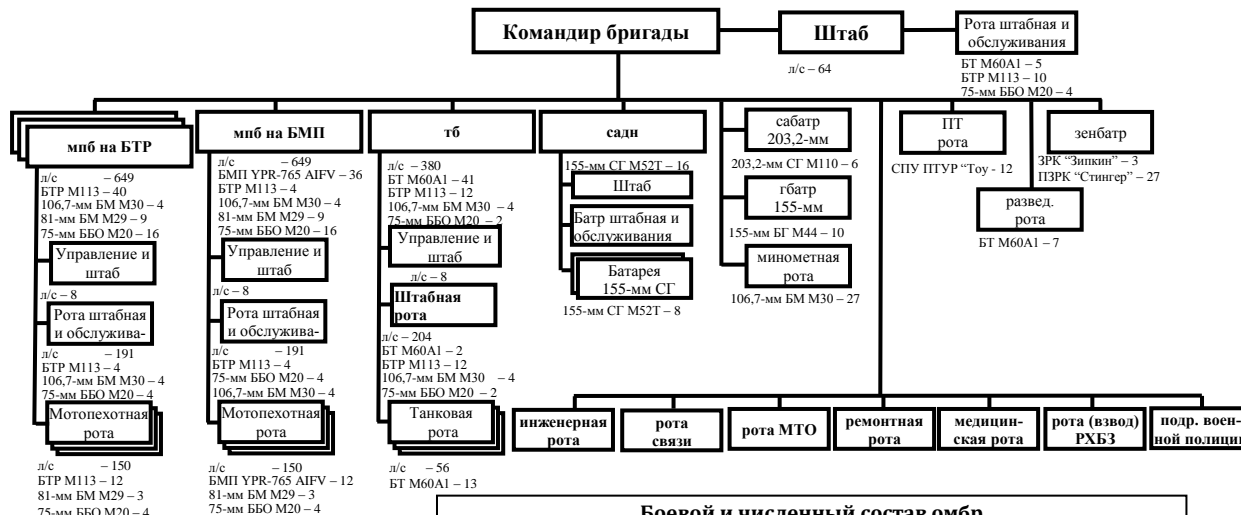 Командир бригады
Штаб
Рота штабная и
обслуживания
л/с – 64
БТ М60А1 – 5
БТР М113 – 10
75-мм ББО М20 – 4
мпб на БТР
л/с – 649
БТР М113 – 40
106,7-мм БМ М30 – 4
81-мм БМ М29 – 9
75-мм ББО М20 – 16
Управление и
штаб
л/с – 8
Рота штабная
и обслужива-
л/с – 191
БТР М113 – 4
106,7-мм БМ М30 – 4
75-мм ББО М20 – 4
Мотопехотная
рота
л/с – 150
БТР М113 – 12
81-мм БМ М29 – 3
75-мм ББО М20 – 4
мпб на БМП
л/с – 649
БМП YPR-765 AIFV – 36
БТР М113 – 4
106,7-мм БМ М30 – 4
81-мм БМ М29 – 9
75-мм ББО М20 – 16
Управление и
штаб
л/с – 8
Рота штабная
и обслужива-
л/с – 191
БТР М113 – 4
75-мм ББО М20 – 4
106,7-мм БМ М30 – 4
Мотопехотная
рота
л/с – 150
БМП YPR-765 AIFV – 12
81-мм БМ М29 – 3
75-мм ББО М20 – 4
тб
л/с – 380
БТ М60А1 – 41
БТР М113 – 12
106,7-мм БМ М30 – 4
75-мм ББО М20 – 2
Управление и
штаб
л/с – 8
Штабная
рота
л/с – 204
БТ М60А1 – 2
БТР М113 – 12
106,7-мм БМ М30 – 4
75-мм ББО М20 – 2
Танковая
рота
л/с – 56
БТ М60А1 – 13
садн
155-мм СГ М52Т – 16
Штаб
Батр штабная и
обслуживания
Батарея
155-мм СГ
155-мм СГ М52Т – 8
сабатр
203,2-мм
203,2-мм СГ М110 – 6
гбатр
155-мм
155-мм БГ М44 – 10
минометная
рота
106,7-мм БМ М30 – 27
ПТ
рота
СПУ ПТУР “Тоу - 12
развед.
рота
БТ М60А1 – 7
зенбатр
ЗРК “Зипкин” – 3
ПЗРК “Стингер” – 27
инженерная
рота
рота
связи
рота МТО
ремонтная
рота
медицин-
ская рота
рота (взвод)
РХБЗ
подр. воен-
ной полиции
Боевой и численный состав омбр